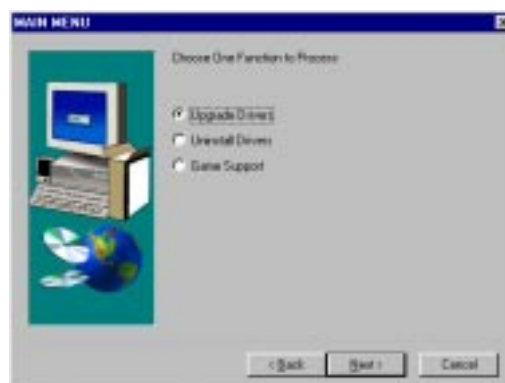 MAIN MENU
Choose One Function to Process
Upgrade Drivers
Uninstall Drivers
Game Support
< Back
Next >
Cancel